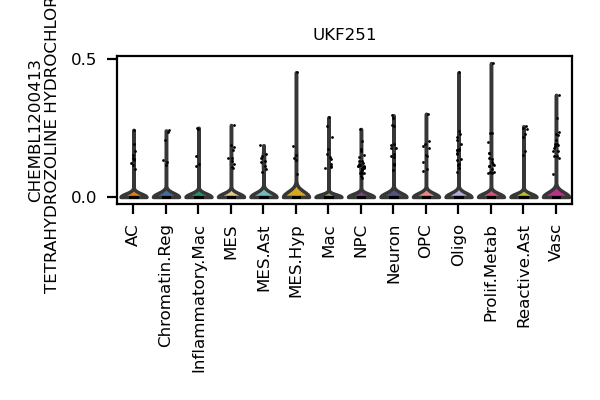 UKF251
CHEMBL1200413
TETRAHYDROZOLINE HYDROCHLOR
0.5
0.0
AC
Chromatin.Reg
Inflammatory.Mac
MES
MES.Ast
MES.Hyp
Mac
NPC
Neuron
OPC
Oligo
Prolif.Metab
Reactive.Ast
Vasc